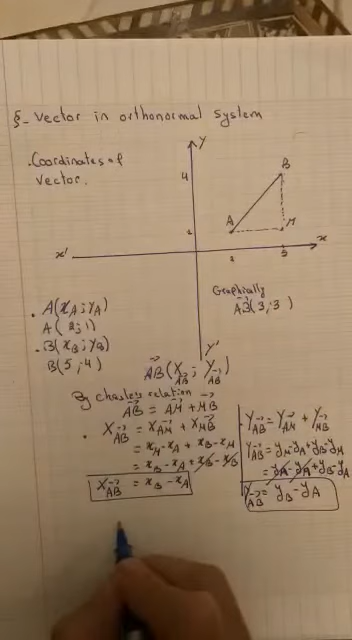 §- Vector in orthonormal system
. Coordinates of
Vector.
y
4
B
A
M
1
x'
x
2
5
Graphically
AB(3;3)
. A(xA;yA)
A(2;1)
. B(xB;yB)
B(5;4)
y'
AB(XAB; YAB)
By chasles relation
AB = AM + MB
. XAB = XAM + XMB
= xM-xA + xB-xM
= xB-xA + xB-xB
XAB = xB-xA
YAB = YAM + YMB
YAB = yM-yA+yB-yM
= yA-yA+yB-yA
YAB = yB-yA